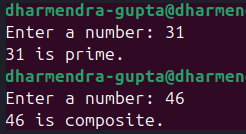 dharmendra-gupta@dharmen
Enter a number: 31
31 is prime.
dharmendra-gupta@dharmen
Enter a number: 46
46 is composite.